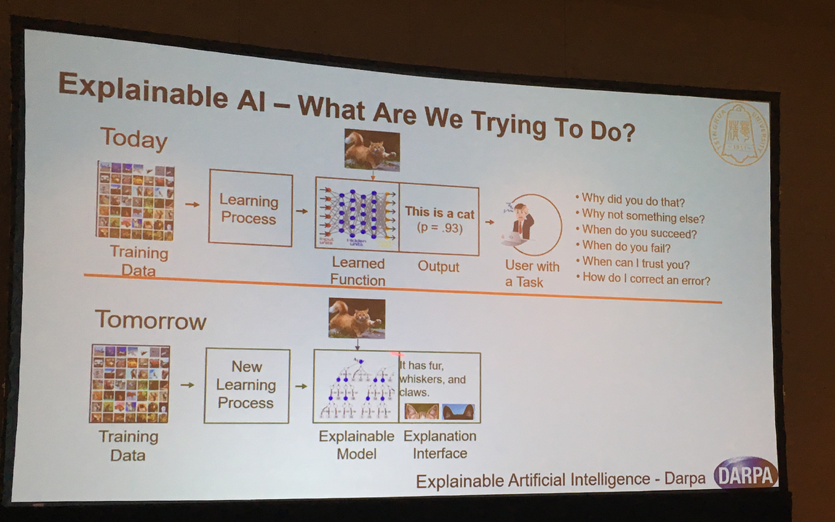 Explainable AI – What Are We Trying To Do?
Today
Training
Data
Learning
Process
Learned
Function
This is a cat
(p = .93)
Output
User with
a Task
• Why did you do that?
• Why not something else?
• When do you succeed?
• When do you fail?
• When can I trust you?
• How do I correct an error?
Tomorrow
Training
Data
New
Learning
Process
Explainable
Model
It has fur,
whiskers, and
claws.
Explanation
Interface
Explainable Artificial Intelligence - Darpa
DARPA